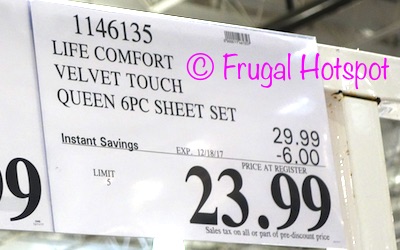 1146135
LIFE COMFORT
© Frugal Hotspot
VELVET TOUCH
QUEEN 6PC SHEET SET
29.99
Instant Savings EXP. 12/18/17 -6.00
PRICE AT REGISTER
LIMIT
5
23.99
Sales tax on all or part of pre-discount price
99